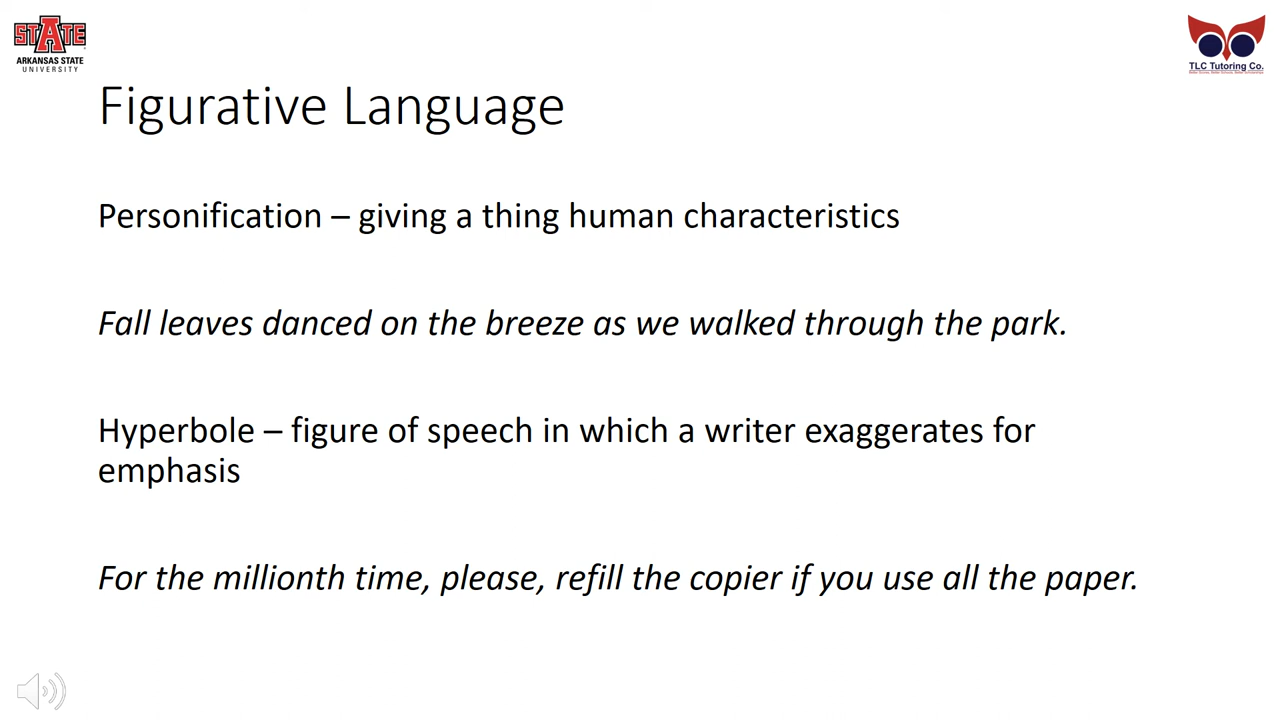 STATE
ARKANSAS STATE
UNIVERSITY
TLC Tutoring Co.
Figurative Language
Personification – giving a thing human characteristics
Fall leaves danced on the breeze as we walked through the park.
Hyperbole – figure of speech in which a writer exaggerates for
emphasis
For the millionth time, please, refill the copier if you use all the paper.